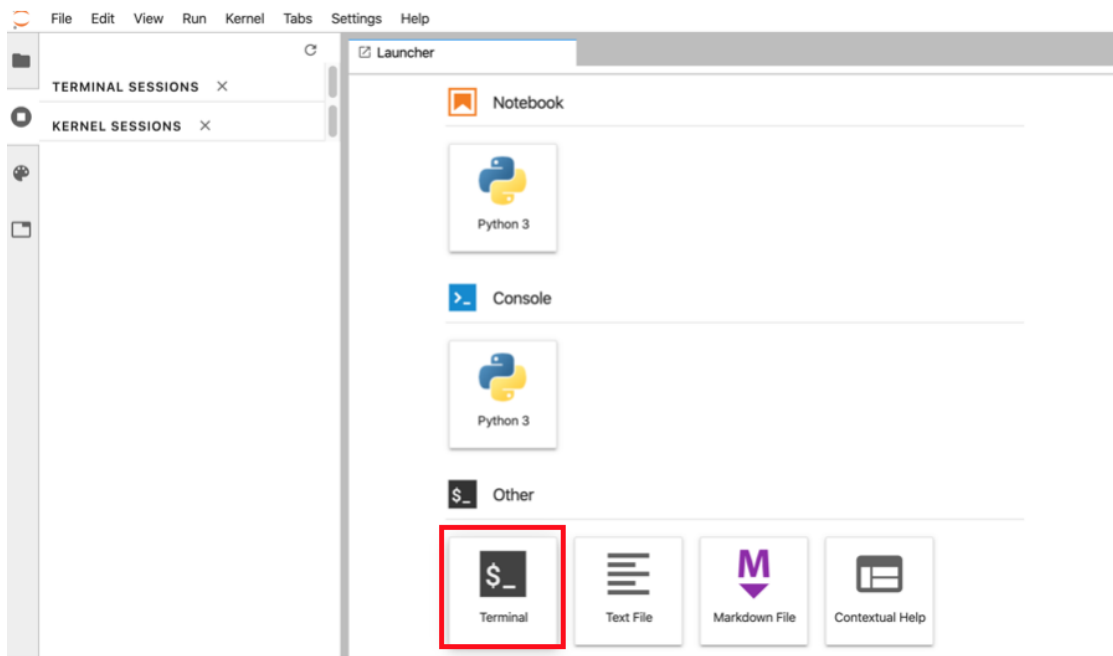 File Edit View Run Kernel Tabs Settings Help
TERMINAL SESSIONS ×
KERNEL SESSIONS ×
Launcher
Notebook
Python 3
>_ Console
Python 3
$_ Other
$_
Terminal
Text File
M
Markdown File
Contextual Help